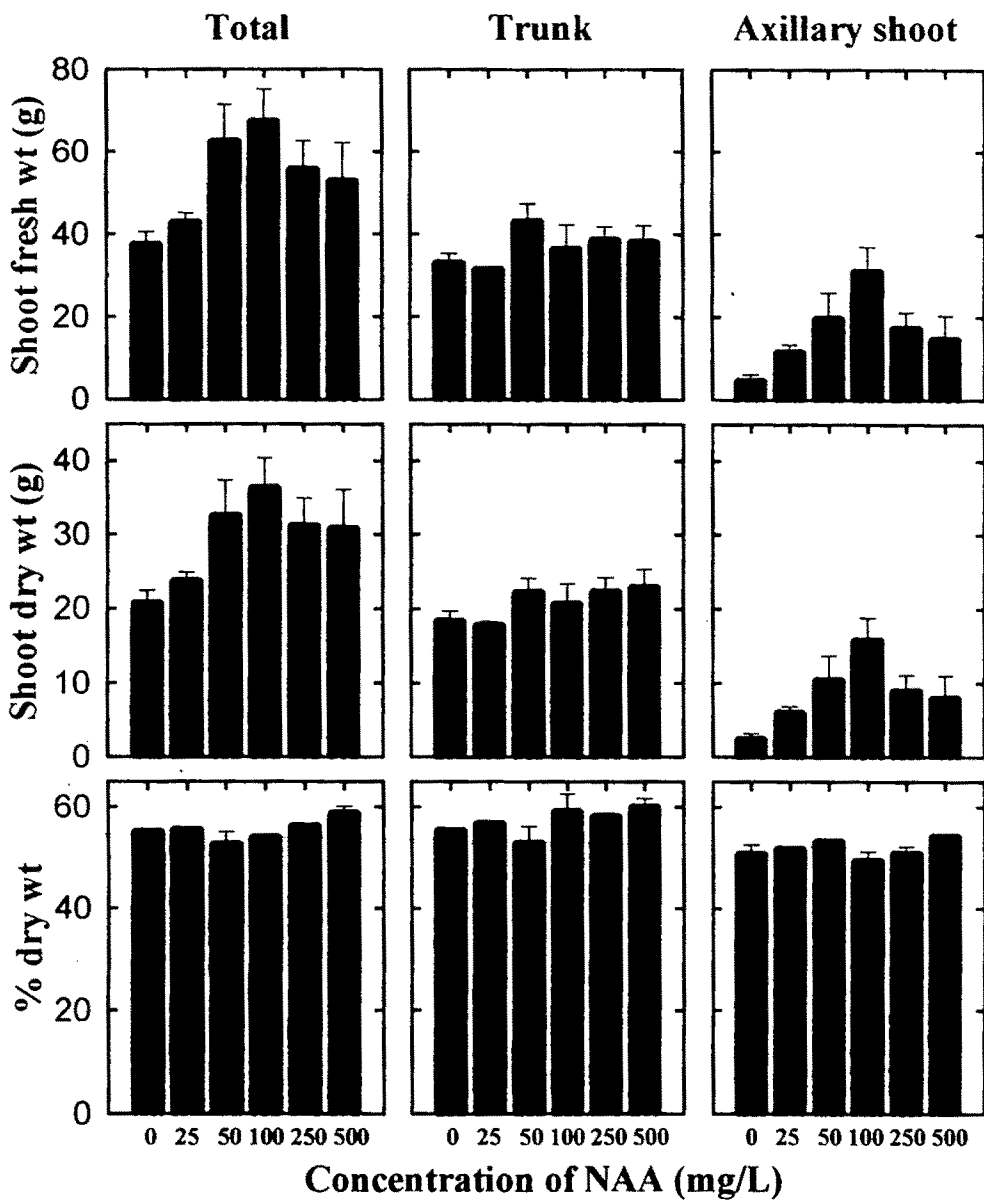 Total Trunk Axillary shoot
Shoot fresh wt (g)
80
60
40
20
0
Shoot dry wt (g)
40
30
20
10
0
% dry wt
60
40
20
0
0 25 50 100 250 500 0 25 50 100 250 500 0 25 50 100 250 500
Concentration of NAA (mg/L)